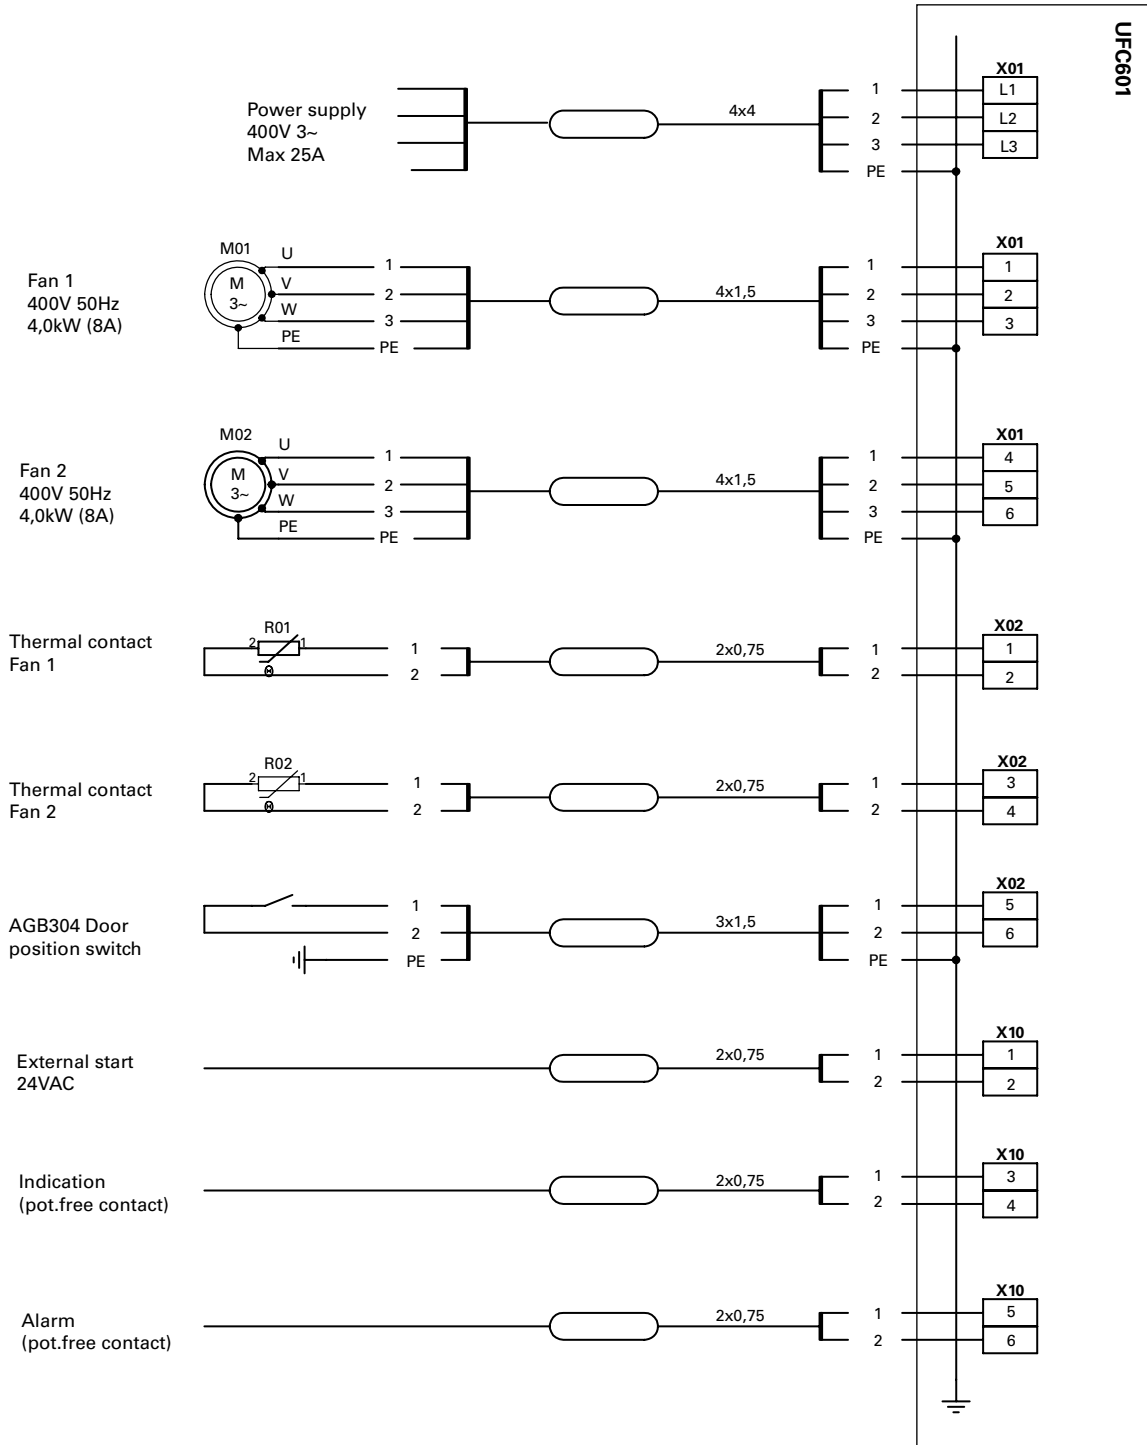 UFC601
Power supply
400V 3~
Max 25A
4x4
1
2
3
PE
X01
L1
L2
L3
Fan 1
400V 50Hz
4,0kW (8A)
M01
M
3~
U
V
W
PE
1
2
3
PE
4x1,5
1
2
3
PE
X01
1
2
3
Fan 2
400V 50Hz
4,0kW (8A)
M02
M
3~
U
V
W
PE
1
2
3
PE
4x1,5
1
2
3
PE
X01
4
5
6
Thermal contact
Fan 1
R01
2 1
θ
1
2
2x0,75
1
2
X02
1
2
Thermal contact
Fan 2
R02
2 1
θ
1
2
2x0,75
1
2
X02
3
4
AGB304 Door
position switch
1
2
PE
3x1,5
1
2
PE
X02
5
6
External start
24VAC
2x0,75
1
2
X10
1
2
Indication
(pot.free contact)
2x0,75
1
2
X10
3
4
Alarm
(pot.free contact)
2x0,75
1
2
X10
5
6